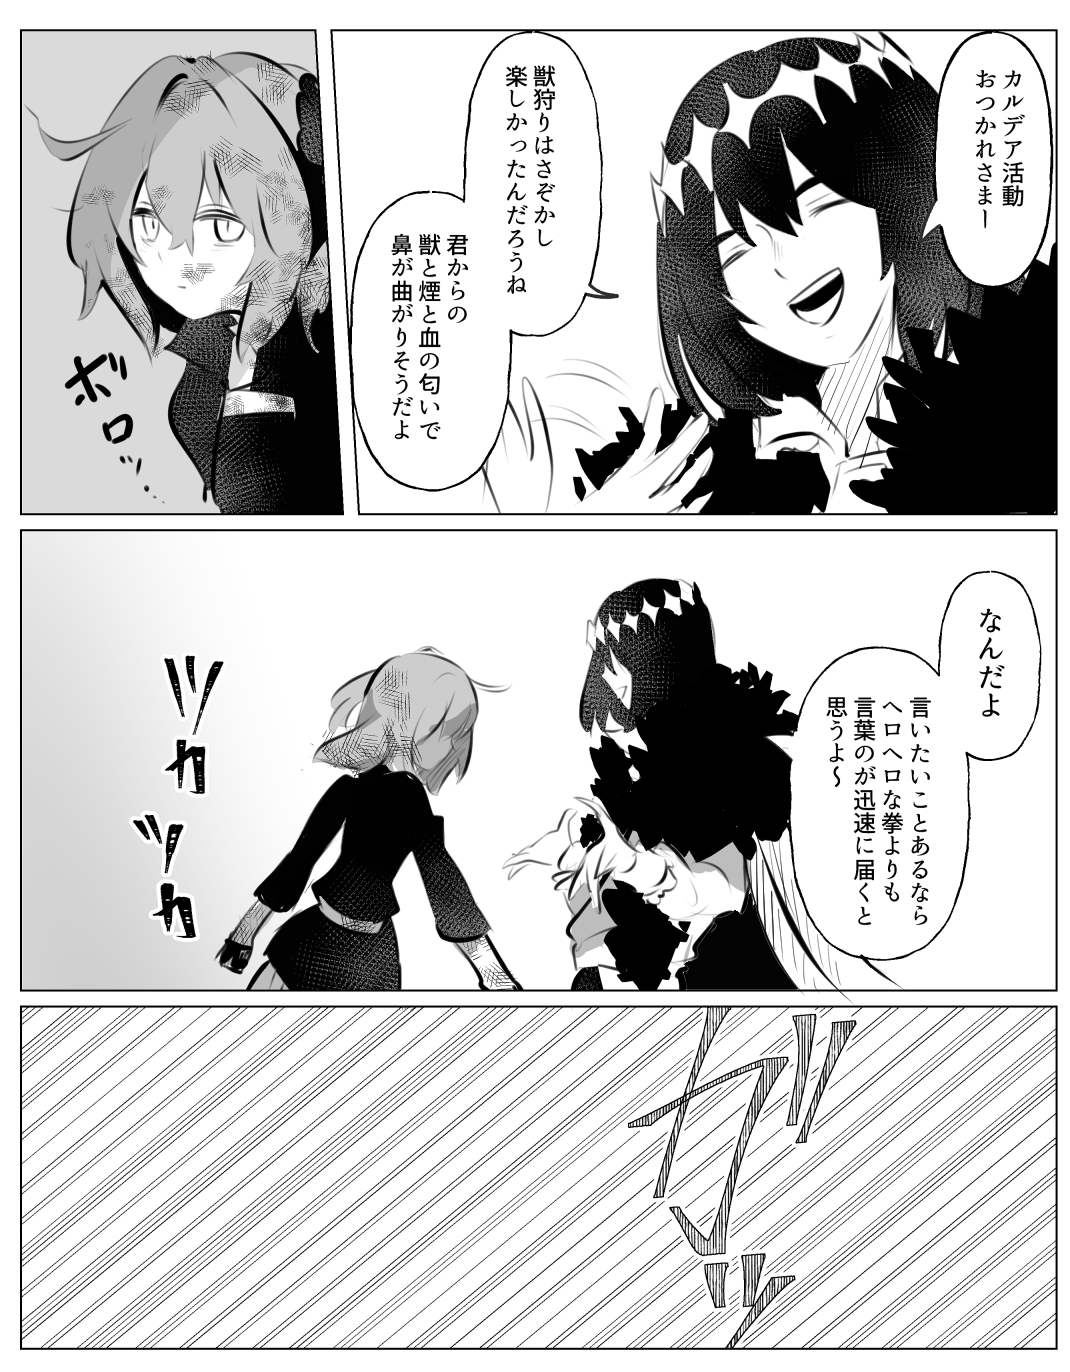 カルデア活動
おつかれさまー
獣狩りはさぞかし
楽しかったんだろうね
君からの
獣と煙と血の匂いで
鼻が曲がりそうだよ
ボロッ…
なんだよ
言いたいことあるなら
ヘロヘロな拳よりも
言葉のが迅速に届くと
思うよ～
ツカ
ツカ
ガブッ